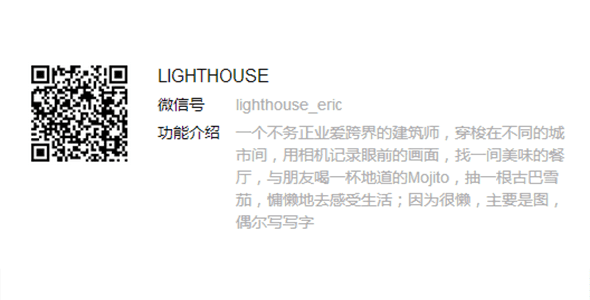 LIGHTHOUSE
微信号 lighthouse_eric
功能介绍 一个不务正业爱跨界的建筑师，穿梭在不同的城
市间，用相机记录眼前的画面，找一间美味的餐
厅，与朋友喝一杯地道的Mojito，抽一根古巴雪
茄，慵懒地去感受生活；因为很懒，主要是图，
偶尔写写字